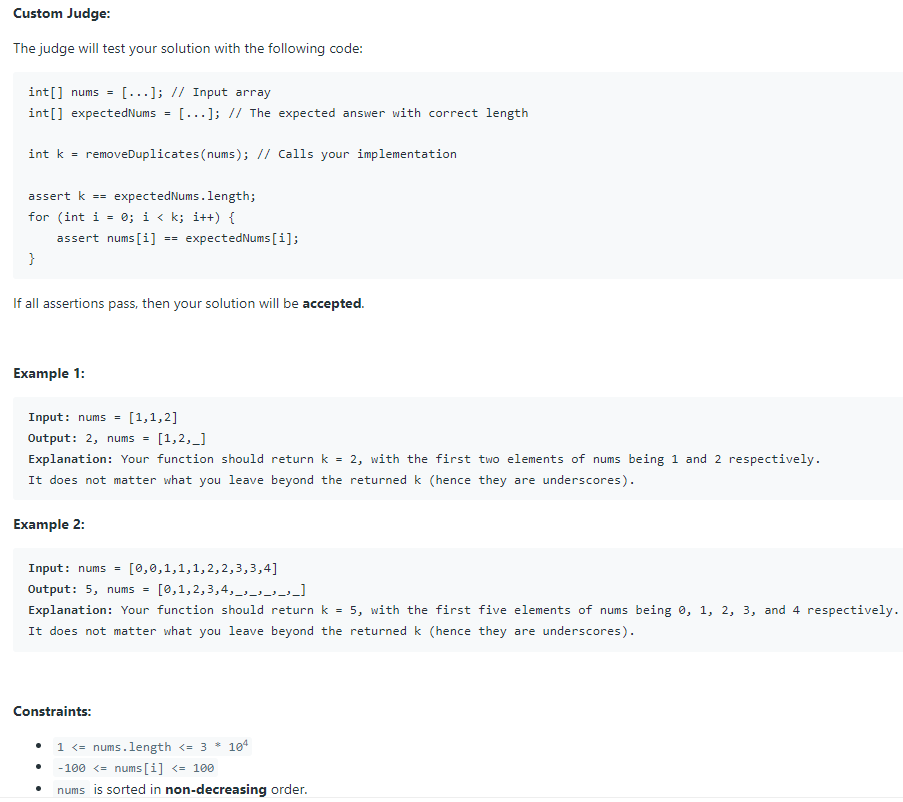 Custom Judge:
The judge will test your solution with the following code:
int[] nums = [...]; // Input array
int[] expectedNums = [...]; // The expected answer with correct length
int k = removeDuplicates(nums); // Calls your implementation
assert k == expectedNums.length;
for (int i = 0; i < k; i++) {
    assert nums[i] == expectedNums[i];
}
If all assertions pass, then your solution will be accepted.
Example 1:
Input: nums = [1,1,2]
Output: 2, nums = [1,2,_]
Explanation: Your function should return k = 2, with the first two elements of nums being 1 and 2 respectively.
It does not matter what you leave beyond the returned k (hence they are underscores).
Example 2:
Input: nums = [0,0,1,1,1,2,2,3,3,4]
Output: 5, nums = [0,1,2,3,4,_,_,_,_,_]
Explanation: Your function should return k = 5, with the first five elements of nums being 0, 1, 2, 3, and 4 respectively.
It does not matter what you leave beyond the returned k (hence they are underscores).
Constraints:
• 1 <= nums.length <= 3 * 10⁴
• -100 <= nums[i] <= 100
• nums is sorted in non-decreasing order.